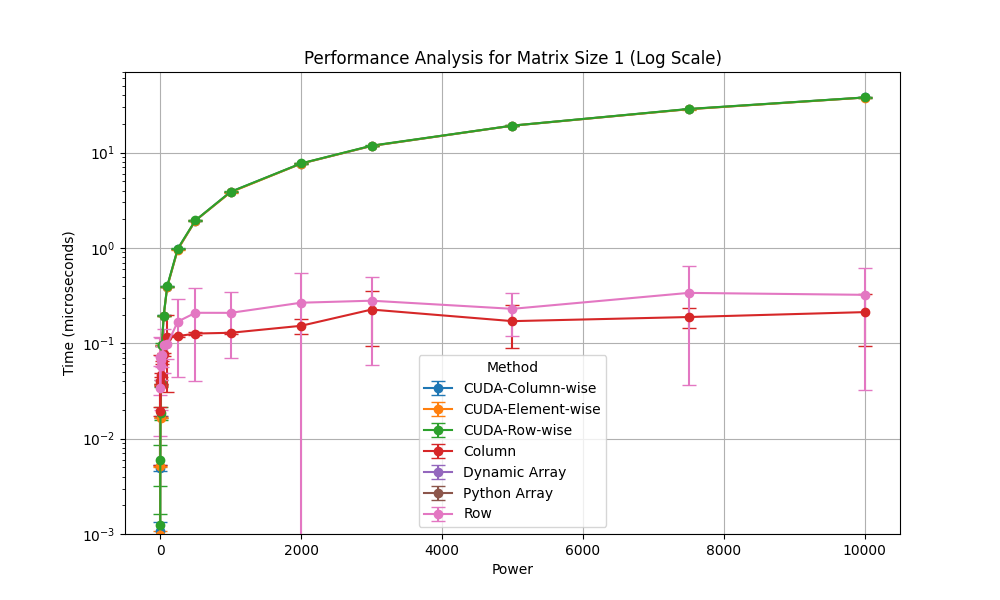 Performance Analysis for Matrix Size 1 (Log Scale)
Time (microseconds)
10¹
10⁰
10⁻¹
10⁻²
10⁻³
Method
CUDA-Column-wise
CUDA-Element-wise
CUDA-Row-wise
Column
Dynamic Array
Python Array
Row
0 2000 4000 6000 8000 10000
Power